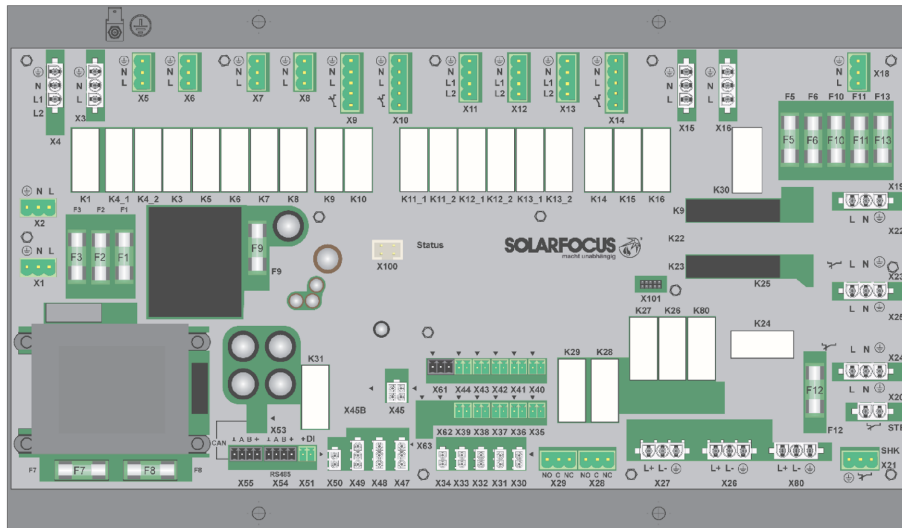 N
L1
L2
X4
N
L
X3
N
L
X5
N
L
X6
N
L
X7
N
L
X8
N
L
X9
N
L
X10
N
L1
L2
X11
N
L1
L2
X12
N
L1
L2
X13
N
L1
L2
X14
N
L
X15
N
L
X16
N
L
X18
F5 F6 F10 F11 F13
F5 F6 F10 F11 F13
K1 K4_1 K4_2 K3 K5 K6 K7 K8 K9 K10 K11_1 K11_2 K12_1 K12_2 K13_1 K13_2 K14 K15 K16
K30
X19
N L
X2
F3 F2 F1
F3 F2 F1
F9
F9
K9
L N
X22
K22
Status
X100
SOLARFOCUS
macht unabhängig
N L
X1
K23
K25
L N
X23
X101
L N
X25
K27 K26 K80
K24
K29 K28
K31
L N
X24
L N
X20
X61 X44 X43 X42 X41 X40
X45B
X45
F12
F12
X53
CAN
X62 X39 X38 X37 X36 X35
X63
⊥ A B + ⊥ A B + +DI
RS485
F7 F7 F8 F8
X55 X54 X51 X50 X49 X48 X47 X34 X33 X32 X31 X30
NO C NC NO C NC
X29 X28
L+ L-
X27
L+ L-
X26
L+ L-
X80
SHK
X21